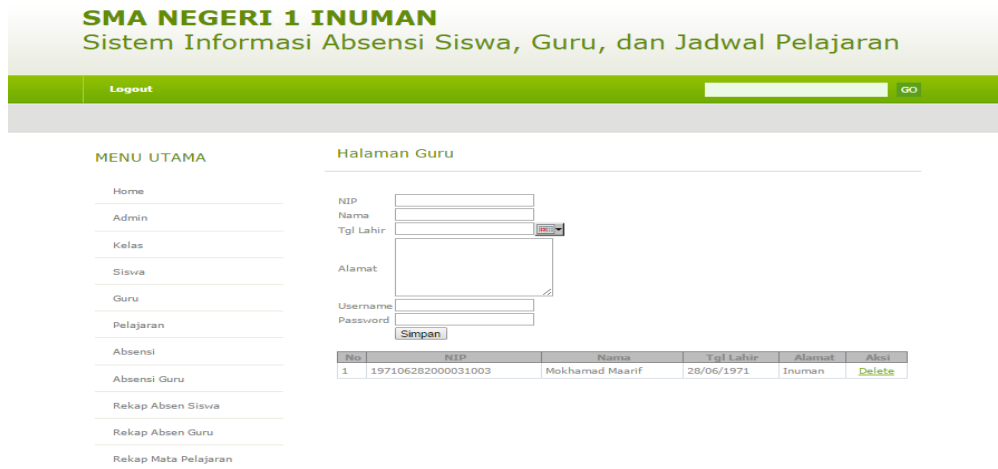 SMA NEGERI 1 INUMAN
Sistem Informasi Absensi Siswa, Guru, dan Jadwal Pelajaran
Logout
GO
MENU UTAMA
Home
Admin
Kelas
Siswa
Guru
Pelajaran
Absensi
Absensi Guru
Rekap Absen Siswa
Rekap Absen Guru
Rekap Mata Pelajaran
Halaman Guru
NIP
Nama
Tgl Lahir
Alamat
Username
Password
Simpan
No NIP Nama Tgl Lahir Alamat Aksi
1 197106282000031003 Mokhamad Maarif 28/06/1971 Inuman Delete